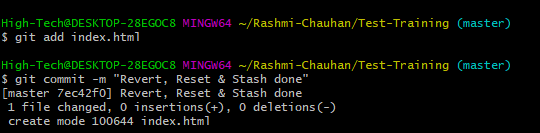 High-Tech@DESKTOP-28EGOC8 MINGW64 ~/Rashmi-Chauhan/Test-Training (master)
$ git add index.html
High-Tech@DESKTOP-28EGOC8 MINGW64 ~/Rashmi-Chauhan/Test-Training (master)
$ git commit -m "Revert, Reset & Stash done"
[master 7ec42f0] Revert, Reset & Stash done
1 file changed, 0 insertions(+), 0 deletions(-)
create mode 100644 index.html